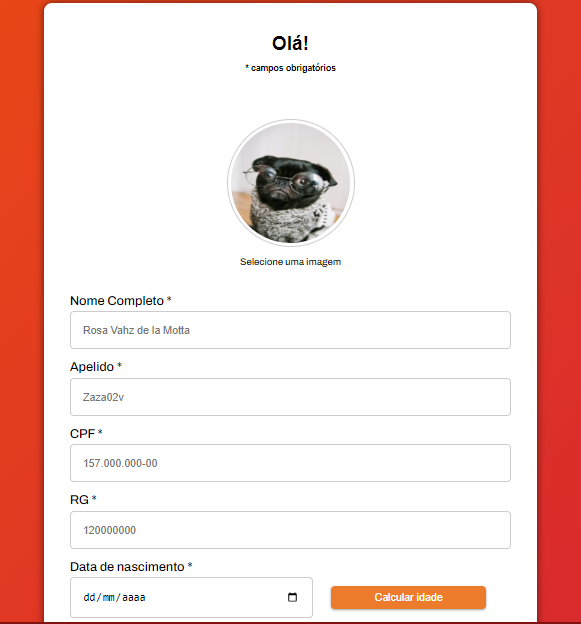 Olá!
* campos obrigatórios
Selecione uma imagem
Nome Completo *
Rosa Vahz de la Motta
Apelido *
Zaza02v
CPF *
157.000.000-00
RG *
120000000
Data de nascimento *
dd/mm/aaaa
Calcular idade